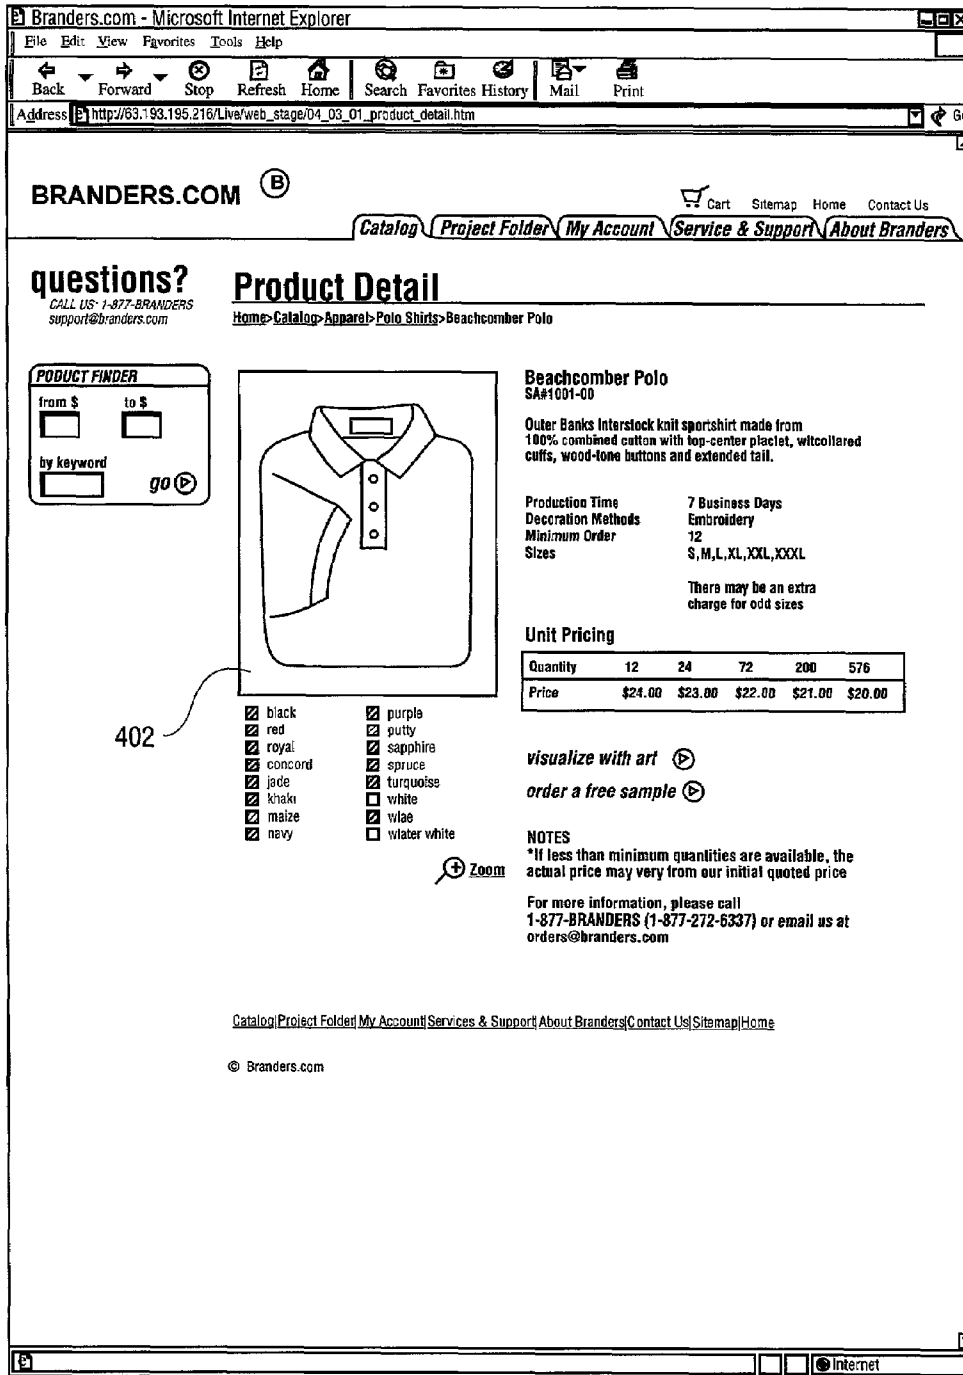 Branders.com - Microsoft Internet Explorer
File Edit View Favorites Tools Help
Back Forward Stop Refresh Home Search Favorites History Mail Print
Address http://63.193.195.216/Live/web_stage/04_03_01_product_detail.htm
BRANDERS.COM B
Cart Sitemap Home Contact Us
Catalog Project Folder My Account Service & Support About Branders
questions?
CALL US: 1-877-BRANDERS
support@branders.com
Product Detail
Home>Catalog>Apparel>Polo Shirts>Beachcomber Polo
PODUCT FINDER
from $ to $
by keyword
go
402
black
red
royal
concord
jade
khaki
maize
navy
purple
putty
sapphire
spruce
turquoise
white
wlae
wlater white
Zoom
Beachcomber Polo
SA#1001-00
Outer Banks Interstock knit sportshirt made from
100% combined cotton with top-center placlet, witcollared
cuffs, wood-tone buttons and extended tail.
Production Time 7 Business Days
Decoration Methods Embroidery
Minimum Order 12
Sizes S,M,L,XL,XXL,XXXL
There may be an extra
charge for odd sizes
Unit Pricing
Quantity 12 24 72 200 576
Price $24.00 $23.00 $22.00 $21.00 $20.00
visualize with art
order a free sample
NOTES
*If less than minimum quantities are available, the
actual price may very from our initial quoted price
For more information, please call
1-877-BRANDERS (1-877-272-6337) or email us at
orders@branders.com
Catalog|Project Folder|My Account|Services & Support|About Branders|Contact Us|Sitemap|Home
© Branders.com
Internet